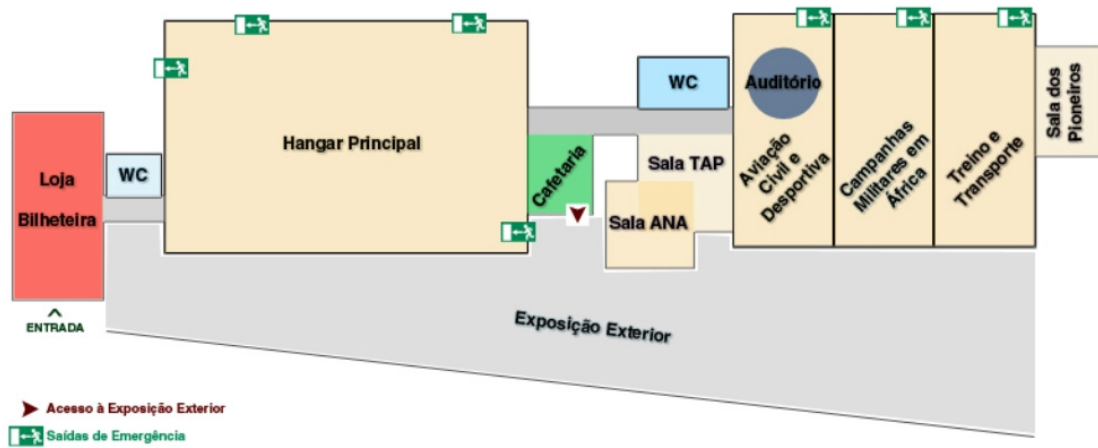 Loja
Bilheteira
WC
Hangar Principal
Cafetaria
WC
Sala TAP
Sala ANA
Auditório
Aviação
Civil e
Desportiva
Campanhas
Militares em
África
Treino e
Transporte
Sala dos
Pioneiros
Exposição Exterior
ENTRADA
Acesso à Exposição Exterior
Saídas de Emergência